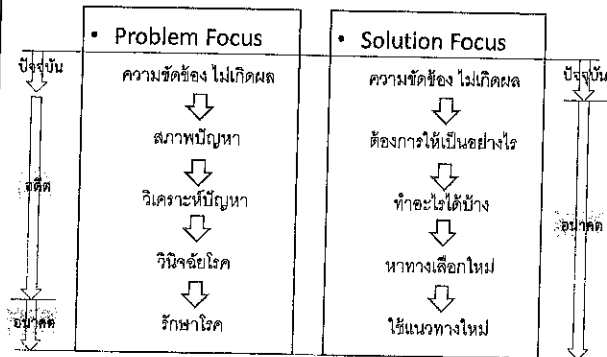 • Problem Focus
ปัจจุบัน
ความขัดข้อง ไม่เกิดผล
สภาพปัญหา
อดีต
วิเคราะห์ปัญหา
วินิจฉัยโรค
อนาคต
รักษาโรค
• Solution Focus
ความขัดข้อง ไม่เกิดผล
ปัจจุบัน
ต้องการให้เป็นอย่างไร
ทำอะไรได้บ้าง
อนาคต
หาทางเลือกใหม่
ใช้แนวทางใหม่